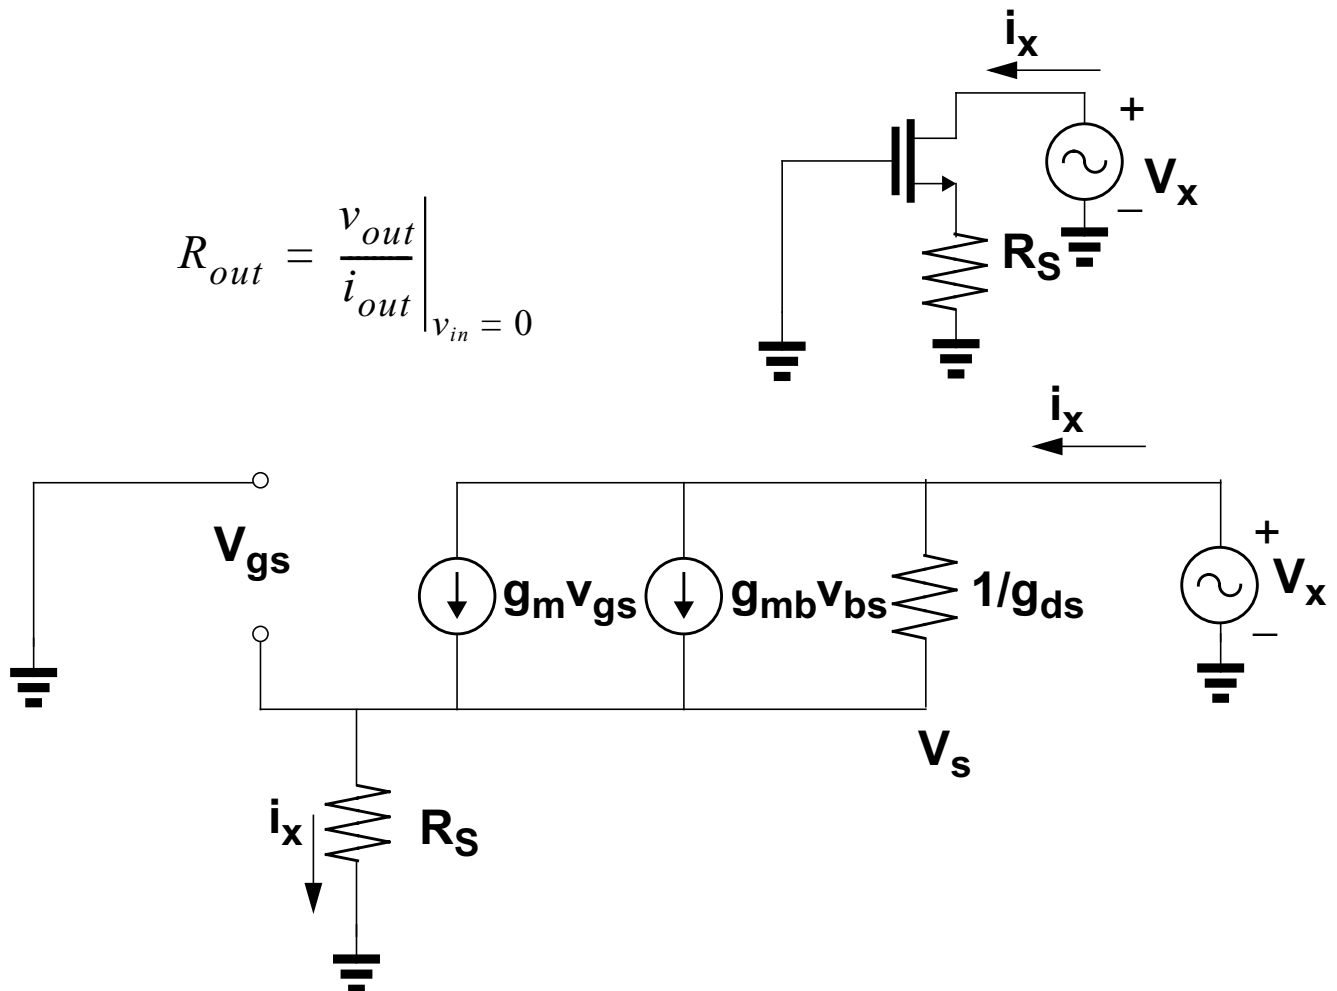 i_x
+
V_x
−
R_S
R_out = v_out / i_out |_{v_in = 0}
i_x
V_gs
g_m v_gs
g_mb v_bs
1/g_ds
+
V_x
−
V_s
i_x
R_S